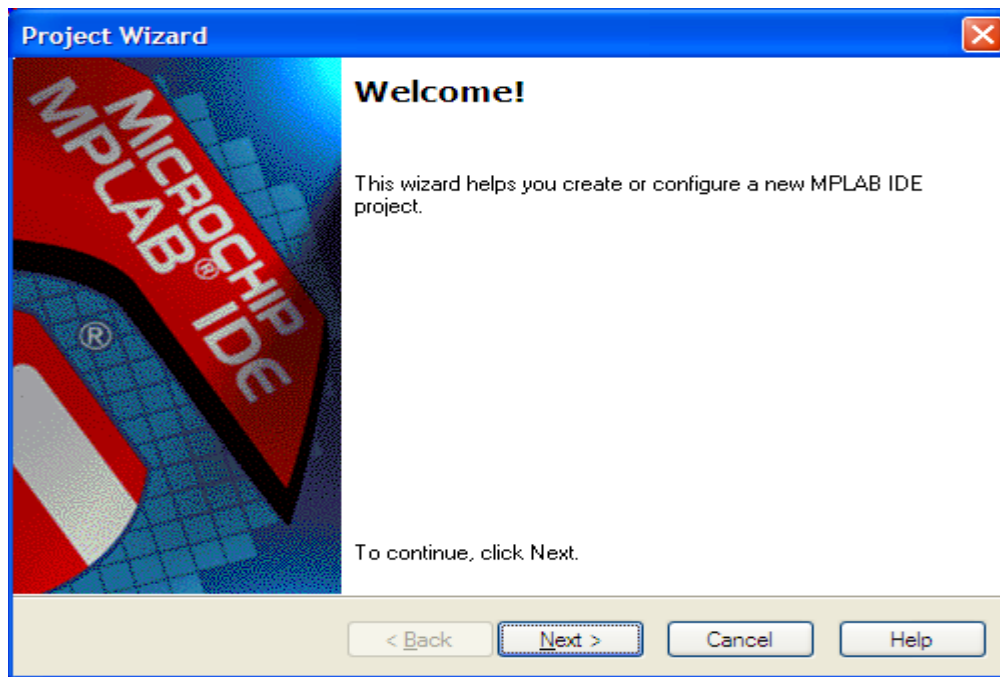 Project Wizard
MICROCHIP
MPLAB® IDE
®
Welcome!
This wizard helps you create or configure a new MPLAB IDE
project.
To continue, click Next.
< Back
Next >
Cancel
Help